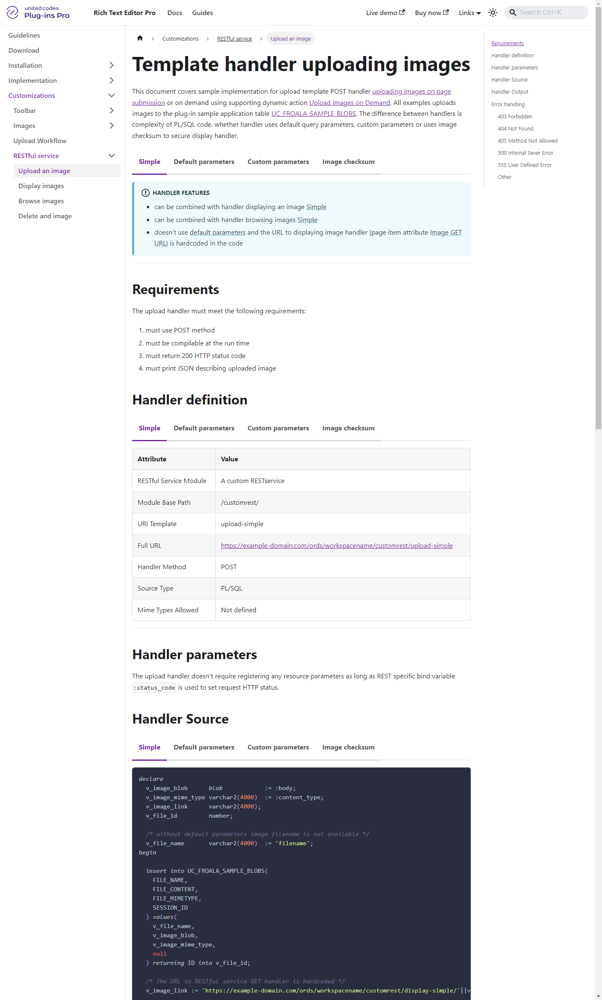 united codes
Plug-ins Pro
Rich Text Editor Pro
Docs
Guides
Live demo
Buy now
Links
Search Ctrl+K
Guidelines
Download
Installation
Implementation
Customizations
Toolbar
Images
Upload Workflow
RESTful service
Upload an image
Display images
Browse images
Delete and image
Customizations
RESTful service
Upload an image
Template handler uploading images
This document covers sample implementation for upload template POST handler uploading images on page
submission or on demand using supporting dynamic action Upload Images on Demand. All examples uploads
images to the plug-in sample application table UC_FROALA_SAMPLE_BLOBS. The difference between handlers is
complexity of PL/SQL code, whether handler uses default query parameters, custom parameters or uses image
checksum to secure display handler.
Simple Default parameters Custom parameters Image checksum
HANDLER FEATURES
can be combined with handler displaying an image Simple
can be combined with handler browsing images Simple
doesn't use default parameters and the URL to displaying image handler (page item attribute Image GET
URL) is hardcoded in the code
Requirements
The upload handler must meet the following requirements:
1. must use POST method
2. must be compilable at the run time
3. must return 200 HTTP status code
4. must print JSON describing uploaded image
Handler definition
Simple Default parameters Custom parameters Image checksum
Attribute Value
RESTful Service Module A custom RESTservice
Module Base Path /customrest/
URI Template upload-simple
Full URL https://example-domain.com/ords/workspacename/customrest/upload-simple
Handler Method POST
Source Type PL/SQL
Mime Types Allowed Not defined
Handler parameters
The upload handler doesn't require registering any resource parameters as long as REST specific bind variable
:status_code is used to set request HTTP status.
Handler Source
Simple Default parameters Custom parameters Image checksum
declare
v_image_blob blob := :body;
v_image_mime_type varchar2(4000) := :content_type;
v_image_link varchar2(4000);
v_file_id number;
/* without default parameters image filename is not available */
v_file_name varchar2(4000) := 'filename';
begin
insert into UC_FROALA_SAMPLE_BLOBS(
FILE_NAME,
FILE_CONTENT,
FILE_MIMETYPE,
SESSION_ID
) values(
v_file_name,
v_image_blob,
v_image_mime_type,
null
) returning ID into v_file_id;
/* The URL to RESTful service GET handler is hardcoded */
v_image_link := 'https://example-domain.com/ords/workspacename/customrest/display-simple/'||v
Requirements
Handler definition
Handler parameters
Handler Source
Handler Output
Error handling
403 Forbidden
404 Not Found
405 Method Not Allowed
500 Internal Sever Error
555 User Defined Error
Other